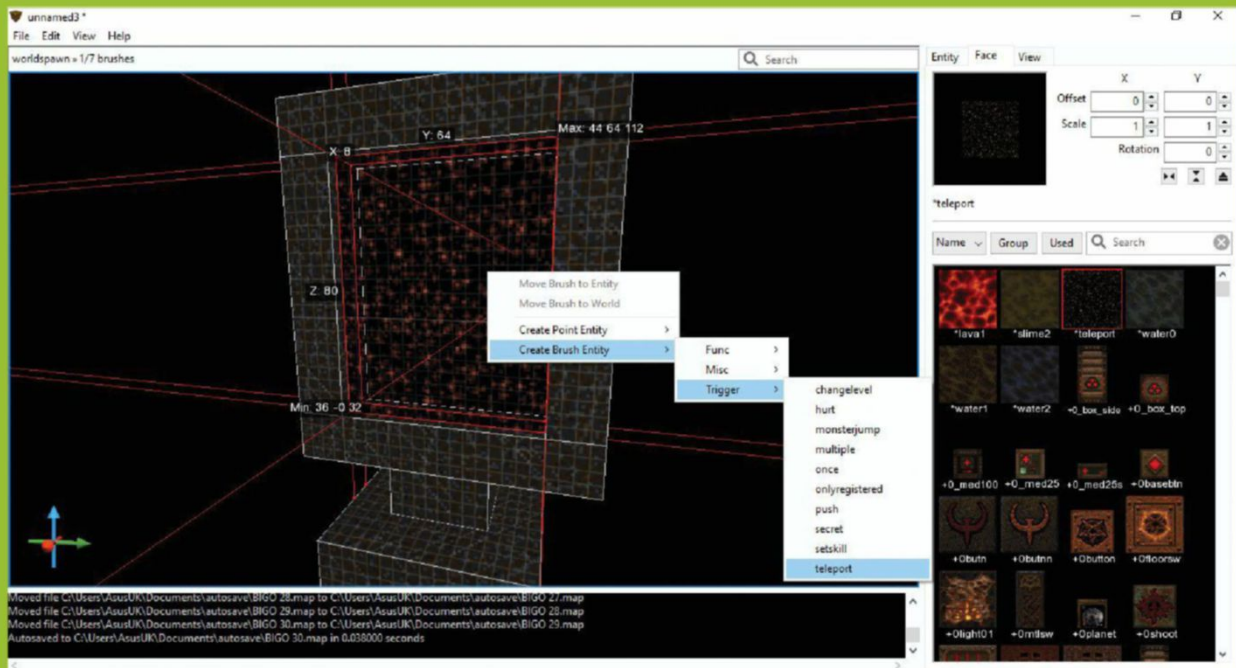 unnamed3 *
File Edit View Help
worldspawn » 1/7 brushes
Search
Entity Face View
X Y
Offset 0 0
Scale 1 1
Rotation 0
*teleport
Name Group Used Search
*lava1 *slime2 *teleport *water0
*water1 *water2 +0_box_side +0_box_top
+0_med100 +0_med25 +0_med25s +0basebtn
+0butn +0butnn +0button +0floorsw
+0light01 +0mtlsw +0planet +0shoot
Y: 64
Max: 44 64 112
X: 8
Z: 80
Min: 36 -0 32
Move Brush to Entity
Move Brush to World
Create Point Entity
Create Brush Entity
Func
Misc
Trigger
changelevel
hurt
monsterjump
multiple
once
onlyregistered
push
secret
setskill
teleport
Moved file C:\Users\AsusUK\Documents\autosave\BIGO 28.map to C:\Users\AsusUK\Documents\autosave\BIGO 27.map
Moved file C:\Users\AsusUK\Documents\autosave\BIGO 29.map to C:\Users\AsusUK\Documents\autosave\BIGO 28.map
Moved file C:\Users\AsusUK\Documents\autosave\BIGO 30.map to C:\Users\AsusUK\Documents\autosave\BIGO 29.map
Autosaved to C:\Users\AsusUK\Documents\autosave\BIGO 30.map in 0.038000 seconds